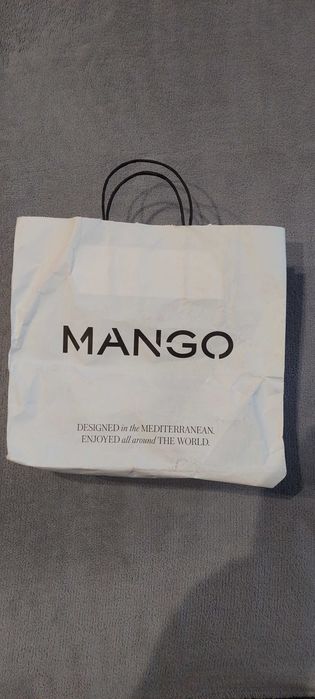 MANGO
DESIGNED in the MEDITERRANEAN.
ENJOYED all around THE WORLD.